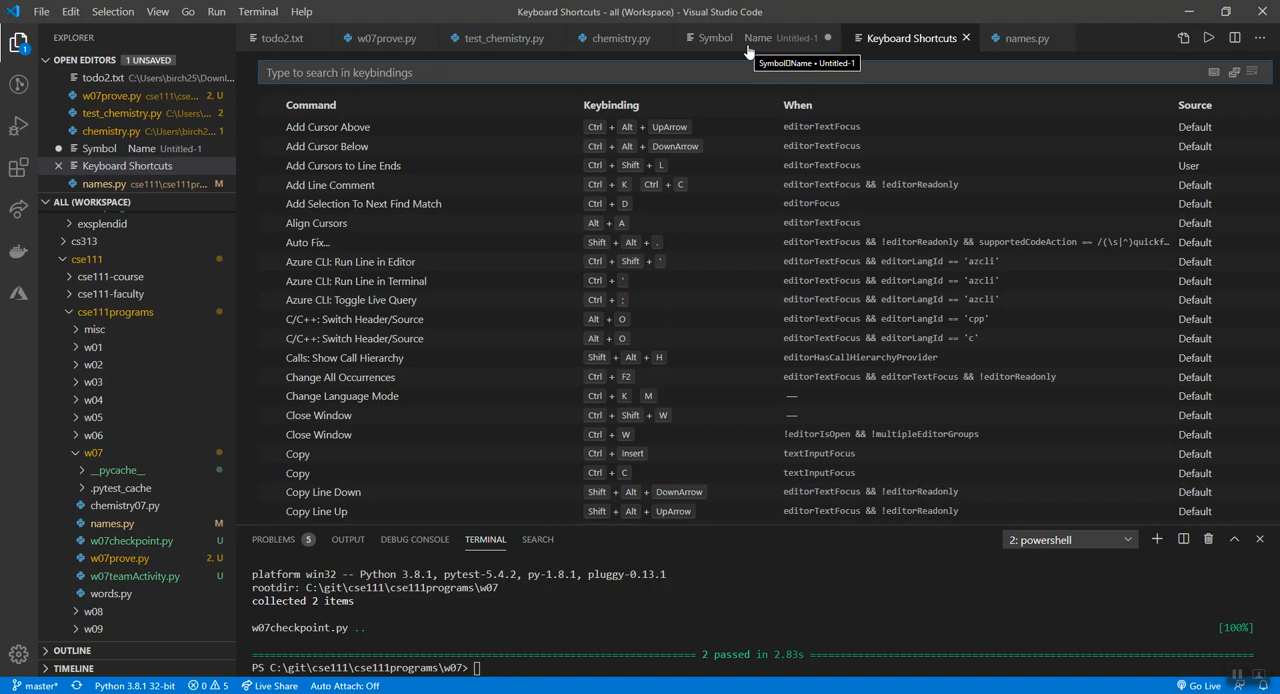 File Edit Selection View Go Run Terminal Help Keyboard Shortcuts - all (Workspace) - Visual Studio Code
EXPLORER
OPEN EDITORS 1 UNSAVED
todo2.txt C:\Users\birch25\Downl...
w07prove.py cse111\cse... 2, U
test_chemistry.py C:\Users\... 2
chemistry.py C:\Users\birch2... 1
Symbol Name Untitled-1
Keyboard Shortcuts
names.py cse111\cse111pr... M
ALL (WORKSPACE)
exsplendid
cs313
cse111
cse111-course
cse111-faculty
cse111programs
misc
w01
w02
w03
w04
w05
w06
w07
__pycache__
.pytest_cache
chemistry07.py
names.py M
w07checkpoint.py U
w07prove.py 2, U
w07teamActivity.py U
words.py
w08
w09
OUTLINE
TIMELINE
todo2.txt w07prove.py test_chemistry.py chemistry.py Symbol Name Untitled-1 Keyboard Shortcuts names.py
Symbol▯Name • Untitled-1
Type to search in keybindings
Command Keybinding When Source
Add Cursor Above Ctrl + Alt + UpArrow editorTextFocus Default
Add Cursor Below Ctrl + Alt + DownArrow editorTextFocus Default
Add Cursors to Line Ends Ctrl + Shift + L editorTextFocus User
Add Line Comment Ctrl + K Ctrl + C editorTextFocus && !editorReadonly Default
Add Selection To Next Find Match Ctrl + D editorFocus Default
Align Cursors Alt + A editorTextFocus Default
Auto Fix... Shift + Alt + . editorTextFocus && !editorReadonly && supportedCodeAction =~ /(\s|^)quickf... Default
Azure CLI: Run Line in Editor Ctrl + Shift + ' editorTextFocus && editorLangId == 'azcli' Default
Azure CLI: Run Line in Terminal Ctrl + ' editorTextFocus && editorLangId == 'azcli' Default
Azure CLI: Toggle Live Query Ctrl + ; editorTextFocus && editorLangId == 'azcli' Default
C/C++: Switch Header/Source Alt + O editorTextFocus && editorLangId == 'cpp' Default
C/C++: Switch Header/Source Alt + O editorTextFocus && editorLangId == 'c' Default
Calls: Show Call Hierarchy Shift + Alt + H editorHasCallHierarchyProvider Default
Change All Occurrences Ctrl + F2 editorTextFocus && editorTextFocus && !editorReadonly Default
Change Language Mode Ctrl + K M — Default
Close Window Ctrl + Shift + W — Default
Close Window Ctrl + W !editorIsOpen && !multipleEditorGroups Default
Copy Ctrl + Insert textInputFocus Default
Copy Ctrl + C textInputFocus Default
Copy Line Down Shift + Alt + DownArrow editorTextFocus && !editorReadonly Default
Copy Line Up Shift + Alt + UpArrow editorTextFocus && !editorReadonly Default
PROBLEMS 5 OUTPUT DEBUG CONSOLE TERMINAL SEARCH 2: powershell
platform win32 -- Python 3.8.1, pytest-5.4.2, py-1.8.1, pluggy-0.13.1
rootdir: C:\git\cse111\cse111programs\w07
collected 2 items
w07checkpoint.py .. [100%]
2 passed in 2.83s
PS C:\git\cse111\cse111programs\w07>
master* Python 3.8.1 32-bit 0 5 Live Share Auto Attach: Off Go Live